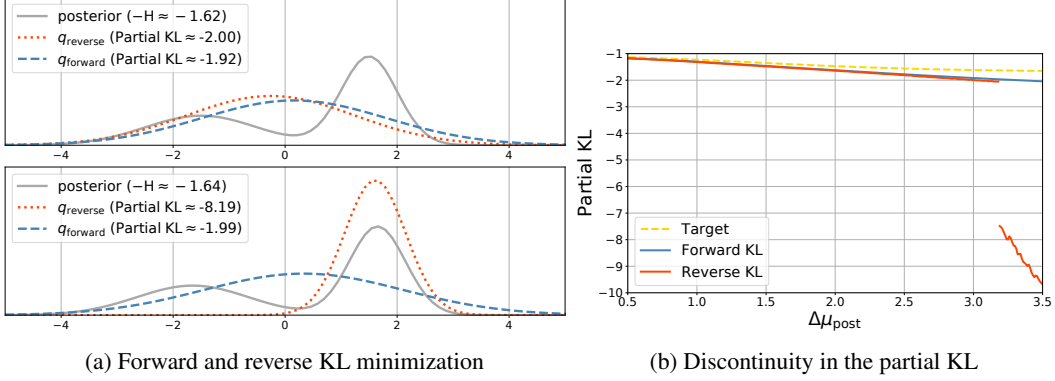 posterior (−H ≈ − 1.62)
q_reverse (Partial KL ≈ -2.00)
q_forward (Partial KL ≈ -1.92)
−4 −2 0 2 4
posterior (−H ≈ − 1.64)
q_reverse (Partial KL ≈ -8.19)
q_forward (Partial KL ≈ -1.99)
−4 −2 0 2 4
(a) Forward and reverse KL minimization
Partial KL
−1
−2
−3
−4
−5
−6
−7
−8
−9
−10
Target
Forward KL
Reverse KL
0.5 1.0 1.5 2.0 2.5 3.0 3.5
Δμ_post
(b) Discontinuity in the partial KL